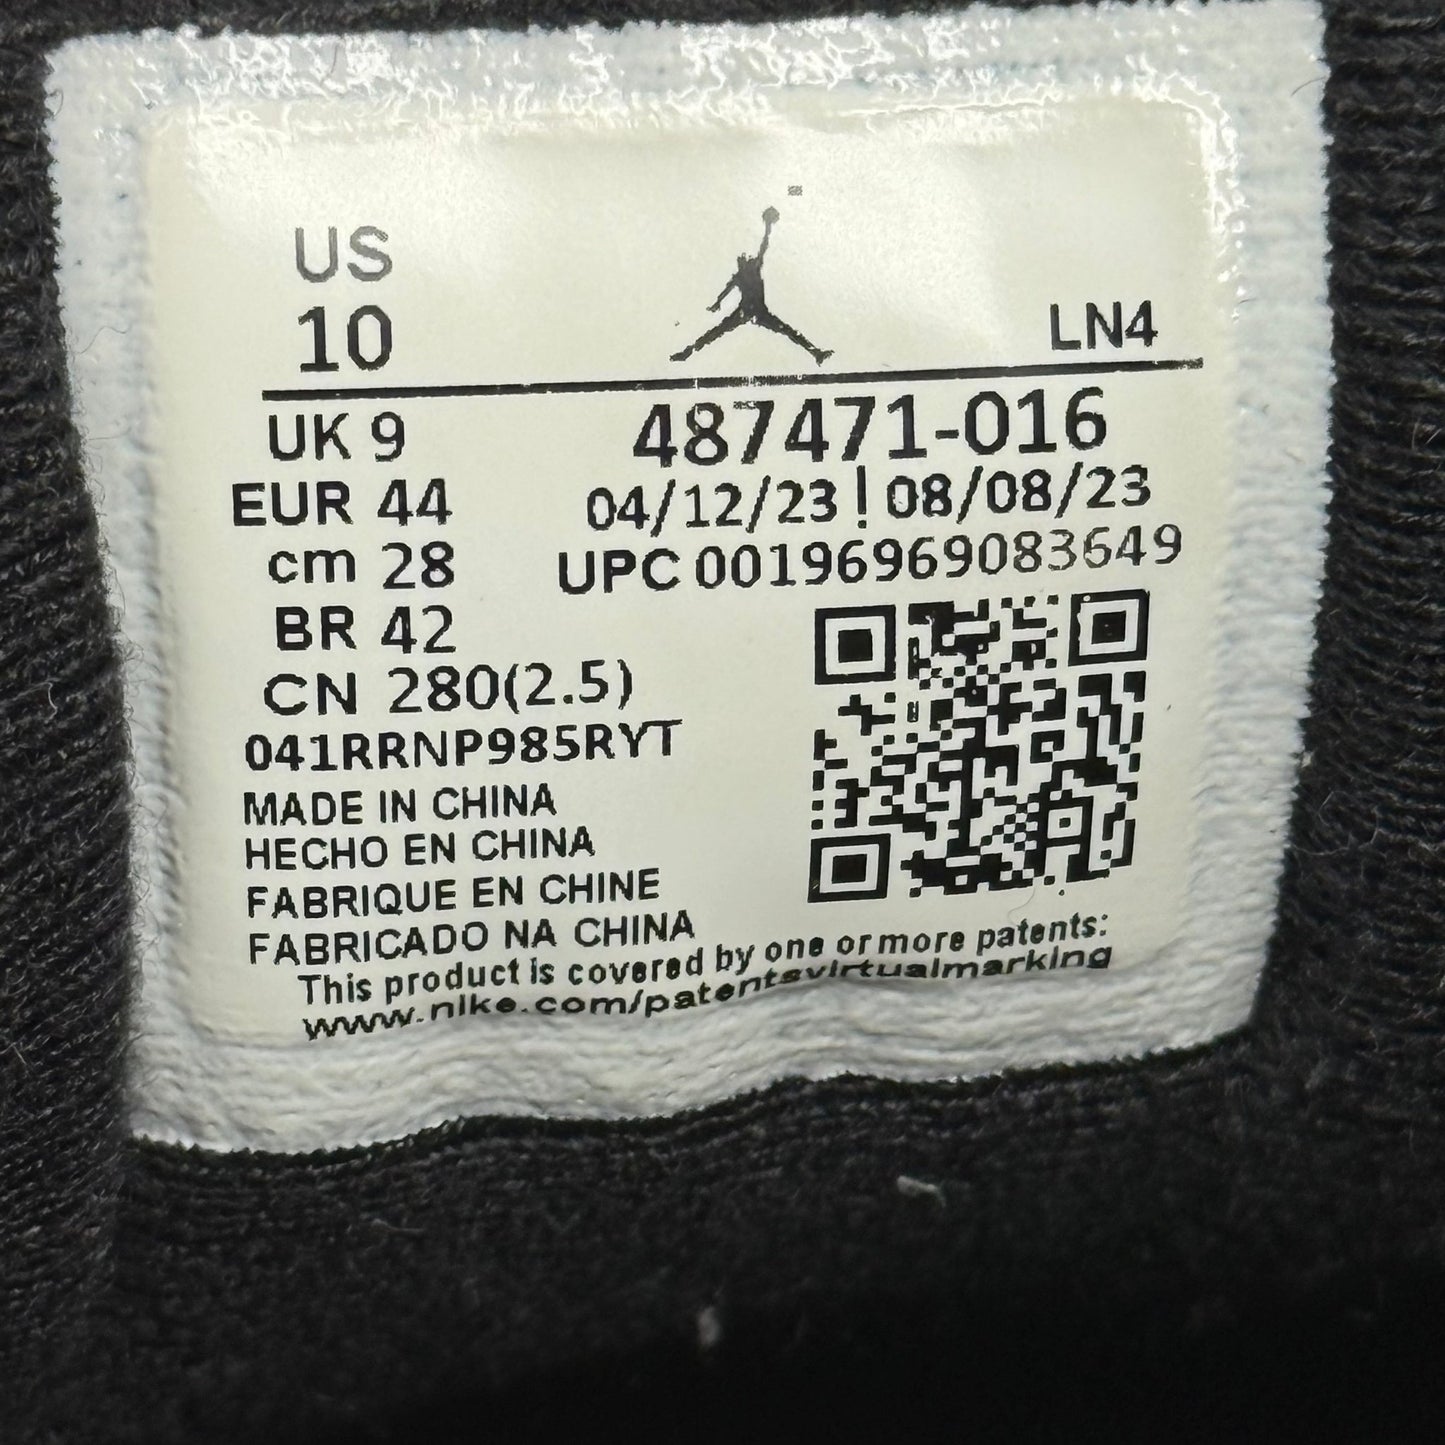 US
10
LN4
UK 9
487471-016
EUR 44
04/12/23 ! 08/08/23
cm 28
UPC 00196969083649
BR 42
CN 280(2.5)
041RRNP985RYT
MADE IN CHINA
HECHO EN CHINA
FABRIQUE EN CHINE
FABRICADO NA CHINA
This product is covered by one or more patents:
www.nike.com/patentsvirtualmarking